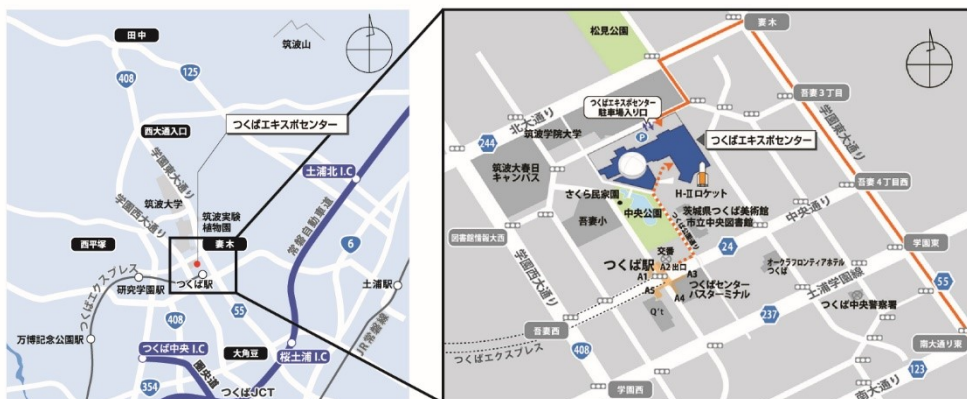 田中
筑波山
408
125
西大通入口
つくばエキスポセンター
学園東大通り
土浦北 I.C
筑波大学
学園西大通り
筑波実験
植物園
常磐自動車道
6
西平塚
妻木
つくば駅
つくばエクスプレス
研究学園駅
土浦駅
55
408
JR常磐線
万博記念公園駅
つくば中央 I.C
大角豆
桜土浦 I.C
圏央道
354
つくばJCT
妻木
松見公園
吾妻3丁目
つくばエキスポセンター
駐車場入り口
北大通り
筑波学院大学
P
つくばエキスポセンター
学園東大通り
244
筑波大春日
キャンパス
H-Ⅱロケット
吾妻4丁目西
さくら民家園
中央公園
茨城県つくば美術館
市立中央図書館
中央通り
吾妻小
つくば公園通り
図書館情報大西
24
学園東
交番
つくば駅
A2出口
A1
A3
オークラフロンティアホテル
つくば
土浦学園線
学園西大通り
つくばセンター
バスターミナル
A5
A4
55
つくば中央警察署
Q't
237
吾妻西
つくばエクスプレス
408
南大通り東
123
学園西
南大通り